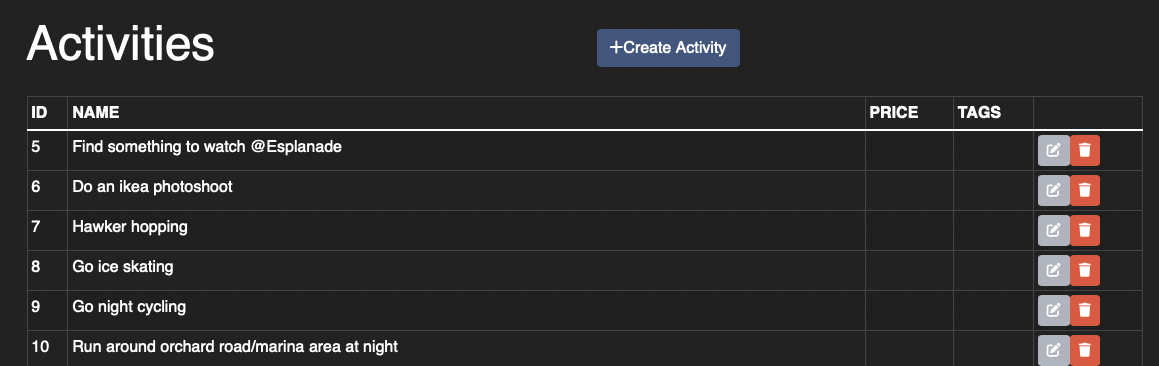 Activities
+Create Activity
ID NAME PRICE TAGS
5 Find something to watch @Esplanade
6 Do an ikea photoshoot
7 Hawker hopping
8 Go ice skating
9 Go night cycling
10 Run around orchard road/marina area at night